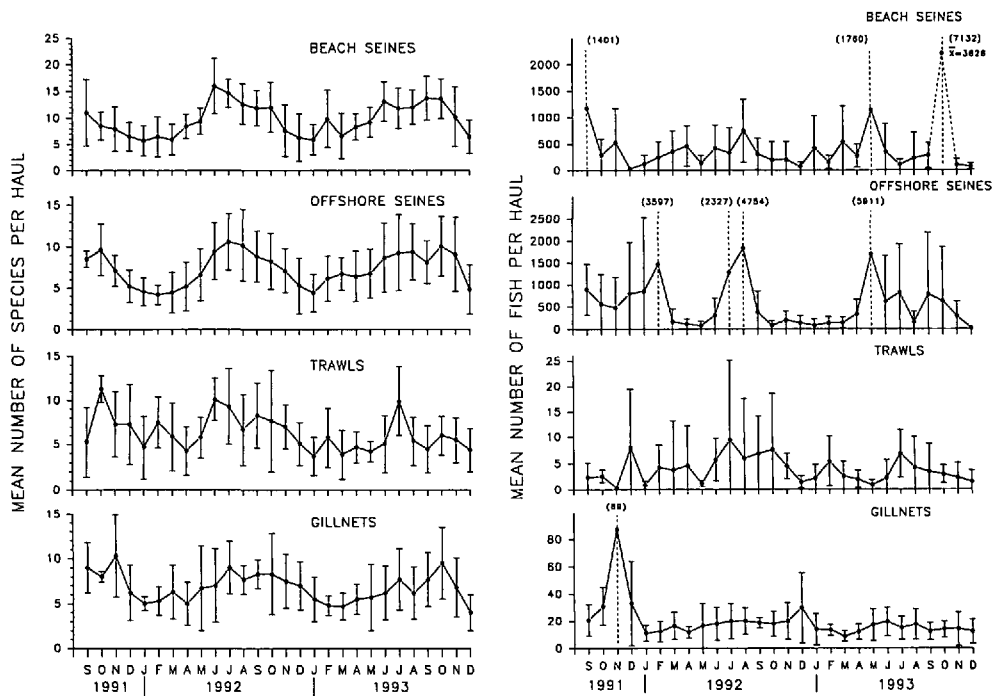 BEACH SEINES
25
20
15
10
5
0
OFFSHORE SEINES
15
10
5
0
TRAWLS
15
10
5
0
GILLNETS
15
10
5
0
MEAN NUMBER OF SPECIES PER HAUL
S O N D J F M A M J J A S O N D J F M A M J J A S O N D
1991 1992 1993
BEACH SEINES
(1401) (1760) (7132)
x̄=3828
2000
1500
1000
500
0
OFFSHORE SEINES
(3597) (2327) (4754) (5911)
2500
2000
1500
1000
500
0
TRAWLS
25
20
15
10
5
0
GILLNETS
80
60
40
20
0
MEAN NUMBER OF FISH PER HAUL
S O N D J F M A M J J A S O N D J F M A M J J A S O N D
1991 1992 1993